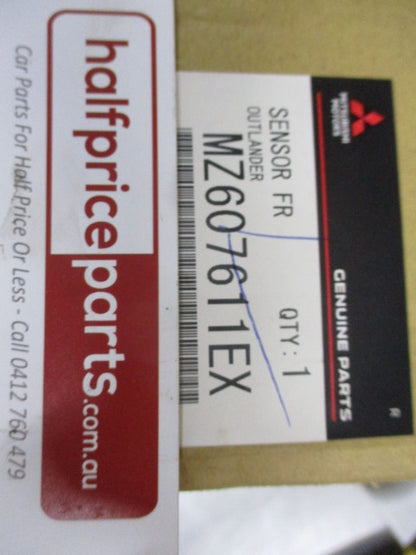 MITSUBISHI
MOTORS
GENUINE PARTS
R
SENSOR FR
OUTLANDER
QTY: 1
MZ607611EX
halfpriceparts.com.au
Car Parts For Half Price Or Less - Call 0412 760 479